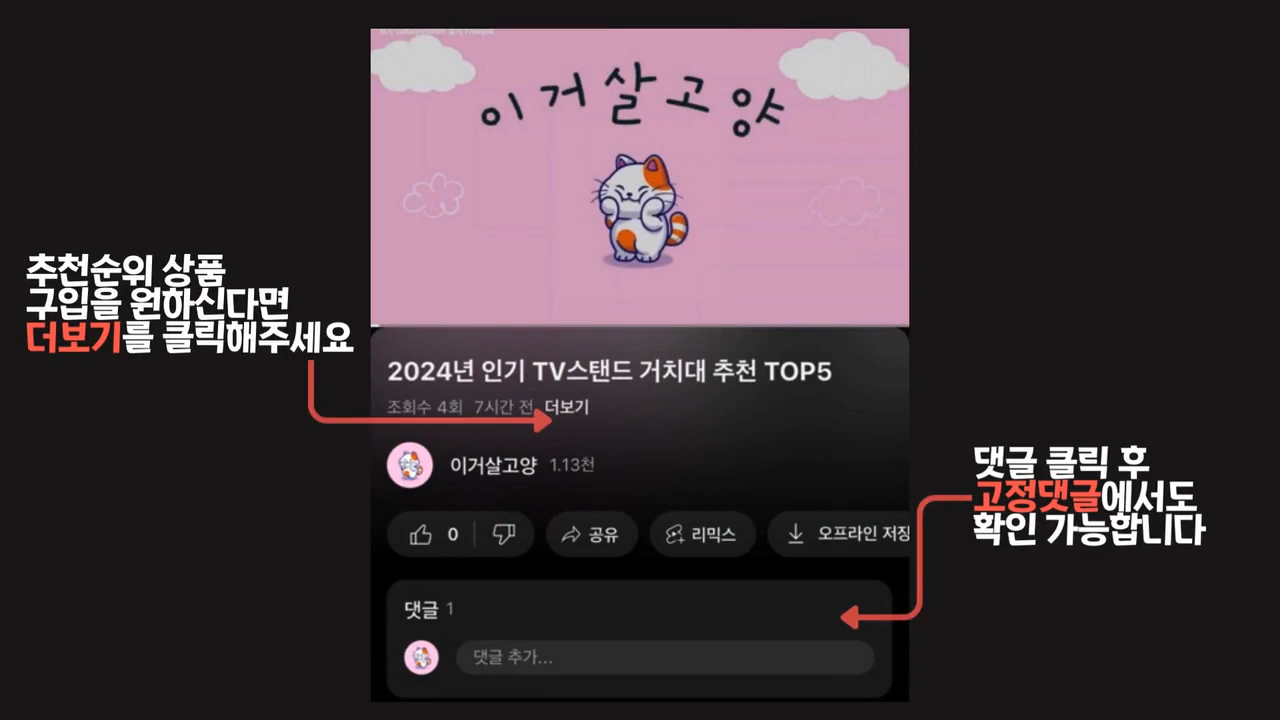 이거살고양
추천순위 상품
구입을 원하신다면
더보기를 클릭해주세요
2024년 인기 TV스탠드 거치대 추천 TOP5
조회수 4회 7시간 전 더보기
이거살고양 1.13천
0 공유 리믹스 오프라인 저장
댓글 클릭 후
고정댓글에서도
확인 가능합니다
댓글 1
댓글 추가...